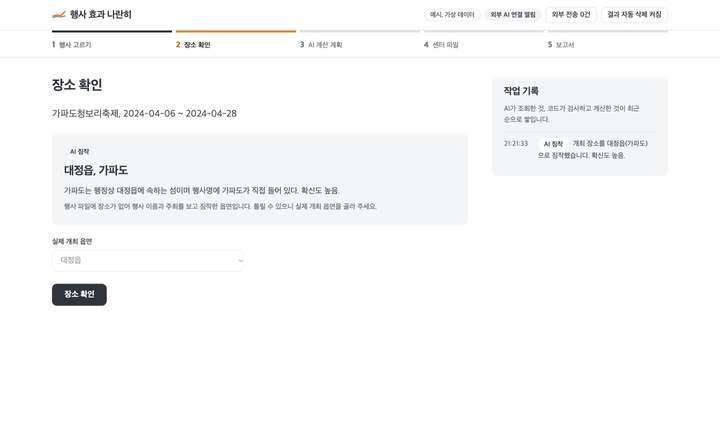 행사 효과 나란히
예시, 가상 데이터
외부 AI 연결 열림
외부 전송 0건
결과 자동 삭제 켜짐
1 행사 고르기
2 장소 확인
3 AI 계산 계획
4 센터 파일
5 보고서
장소 확인
가파도청보리축제, 2024-04-06 ~ 2024-04-28
AI 짐작
대정읍, 가파도
가파도는 행정상 대정읍에 속하는 섬이며 행사명에 가파도가 직접 들어 있다. 확신도 높음.
행사 파일에 장소가 없어 행사 이름과 주최를 보고 짐작한 읍면입니다. 틀릴 수 있으니 실제 개최 읍면을 골라 주세요.
실제 개최 읍면
대정읍
장소 확인
작업 기록
AI가 조회한 것, 코드가 검사하고 계산한 것이 최근
순으로 쌓입니다.
21:21:33 AI 짐작 개최 장소를 대정읍(가파도)
으로 짐작했습니다. 확신도 높음.